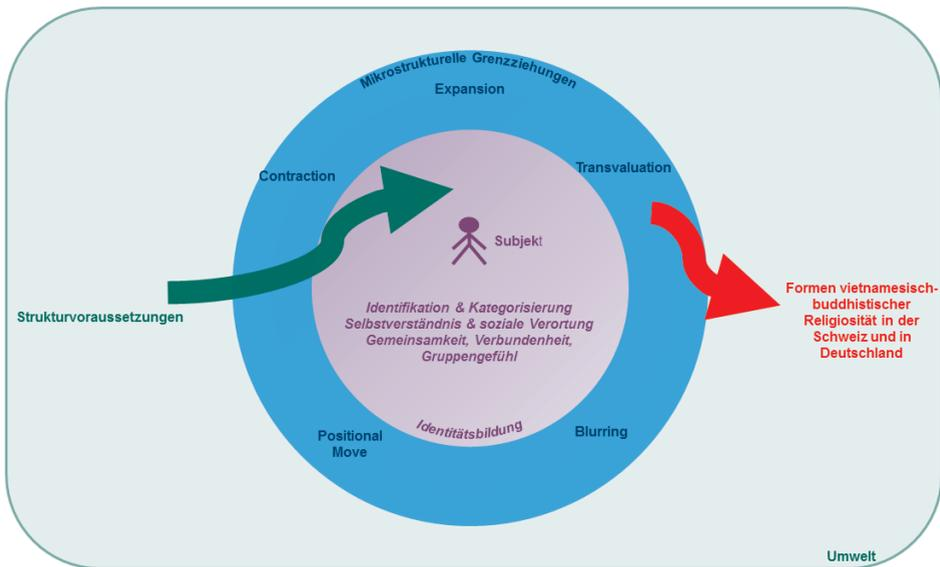 Mikrostrukturelle Grenzziehungen
Expansion
Contraction
Transvaluation
Subjekt
Strukturvoraussetzungen
Formen vietnamesisch-
buddhistischer
Religiosität in der
Schweiz und in
Deutschland
Identifikation & Kategorisierung
Selbstverständnis & soziale Verortung
Gemeinsamkeit, Verbundenheit,
Gruppengefühl
Identitätsbildung
Positional
Move
Blurring
Umwelt